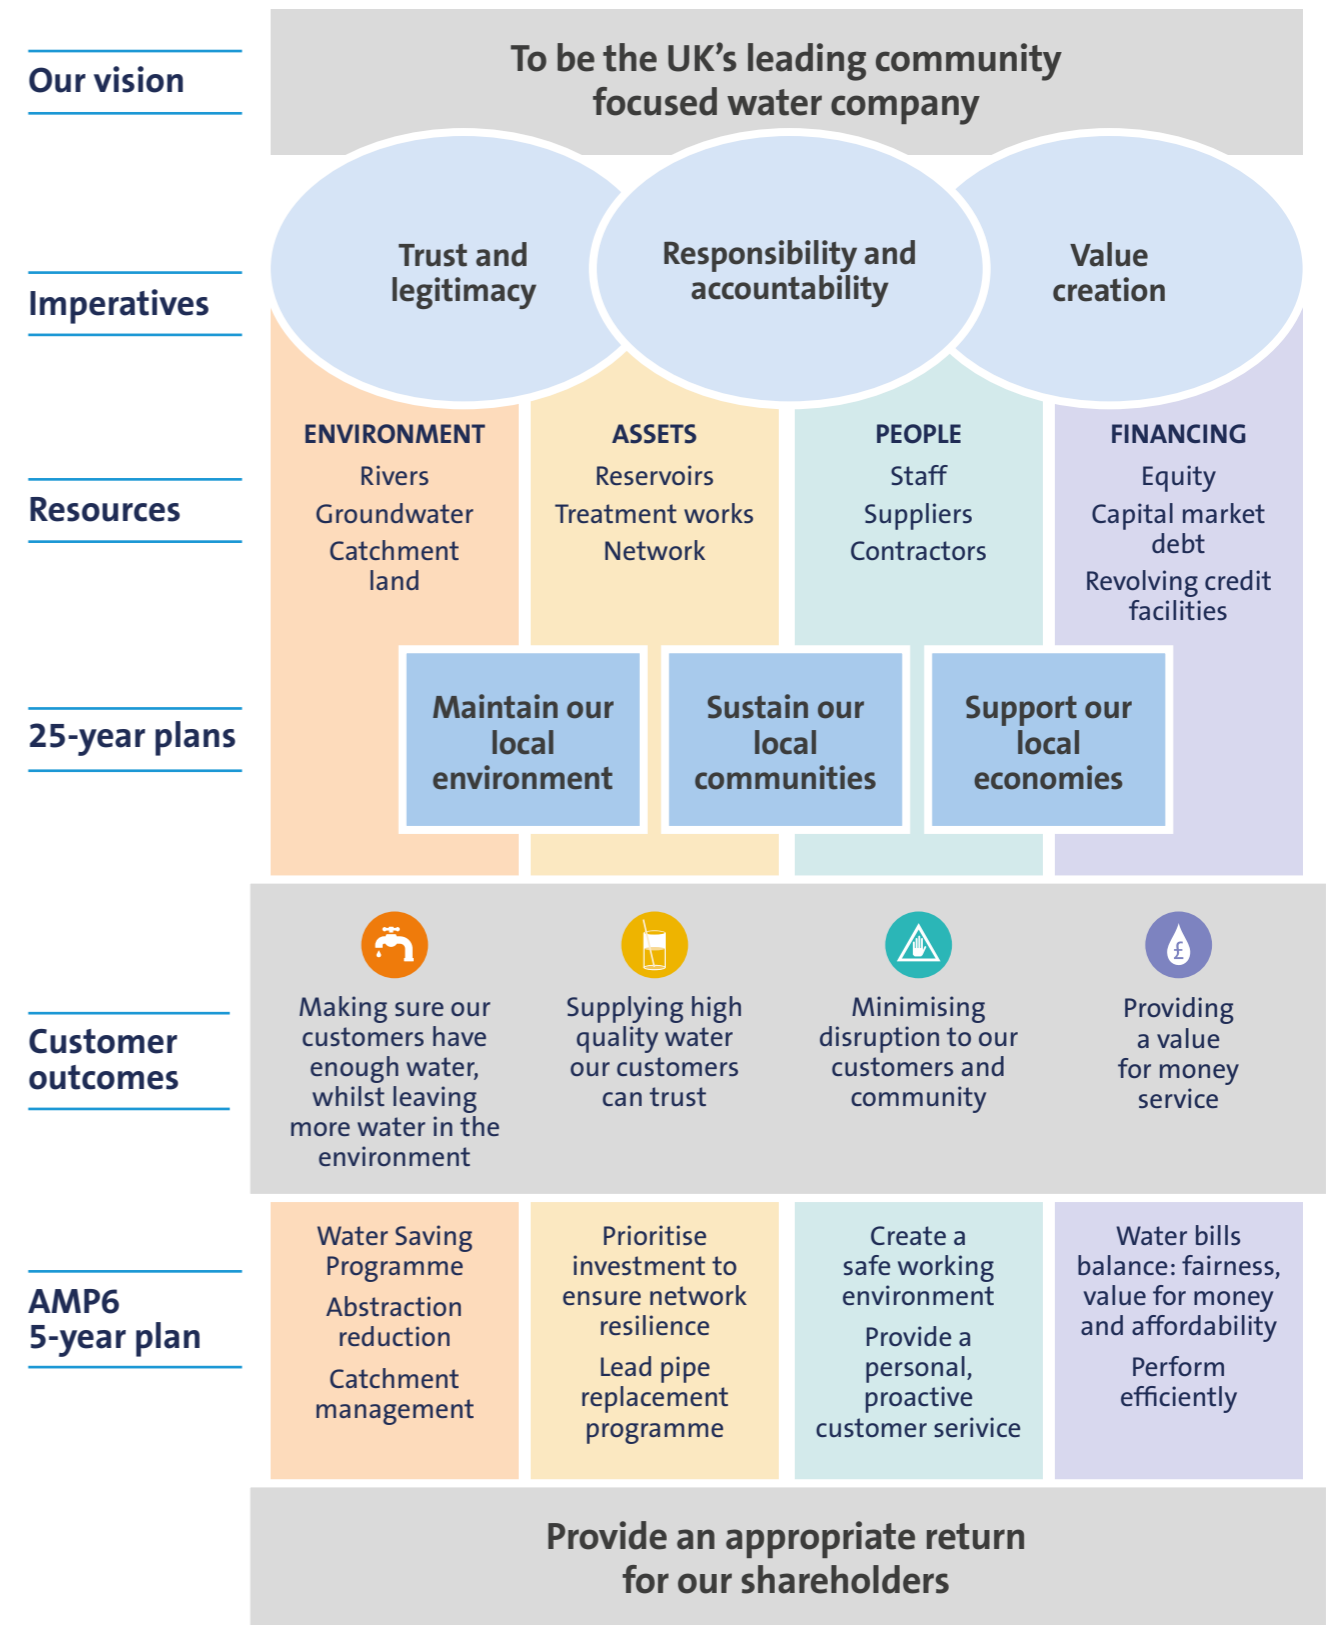 Our vision
To be the UK's leading community
focused water company
Imperatives
Trust and
legitimacy
Responsibility and
accountability
Value
creation
Resources
ENVIRONMENT
Rivers
Groundwater
Catchment
land
ASSETS
Reservoirs
Treatment works
Network
PEOPLE
Staff
Suppliers
Contractors
FINANCING
Equity
Capital market
debt
Revolving credit
facilities
25-year plans
Maintain our
local
environment
Sustain our
local
communities
Support our
local
economies
Customer
outcomes
Making sure our
customers have
enough water,
whilst leaving
more water in the
environment
Supplying high
quality water
our customers
can trust
Minimising
disruption to our
customers and
community
£
Providing
a value
for money
service
AMP6
5-year plan
Water Saving
Programme
Abstraction
reduction
Catchment
management
Prioritise
investment to
ensure network
resilience
Lead pipe
replacement
programme
Create a
safe working
environment
Provide a
personal,
proactive
customer serivice
Water bills
balance: fairness,
value for money
and affordability
Perform
efficiently
Provide an appropriate return
for our shareholders